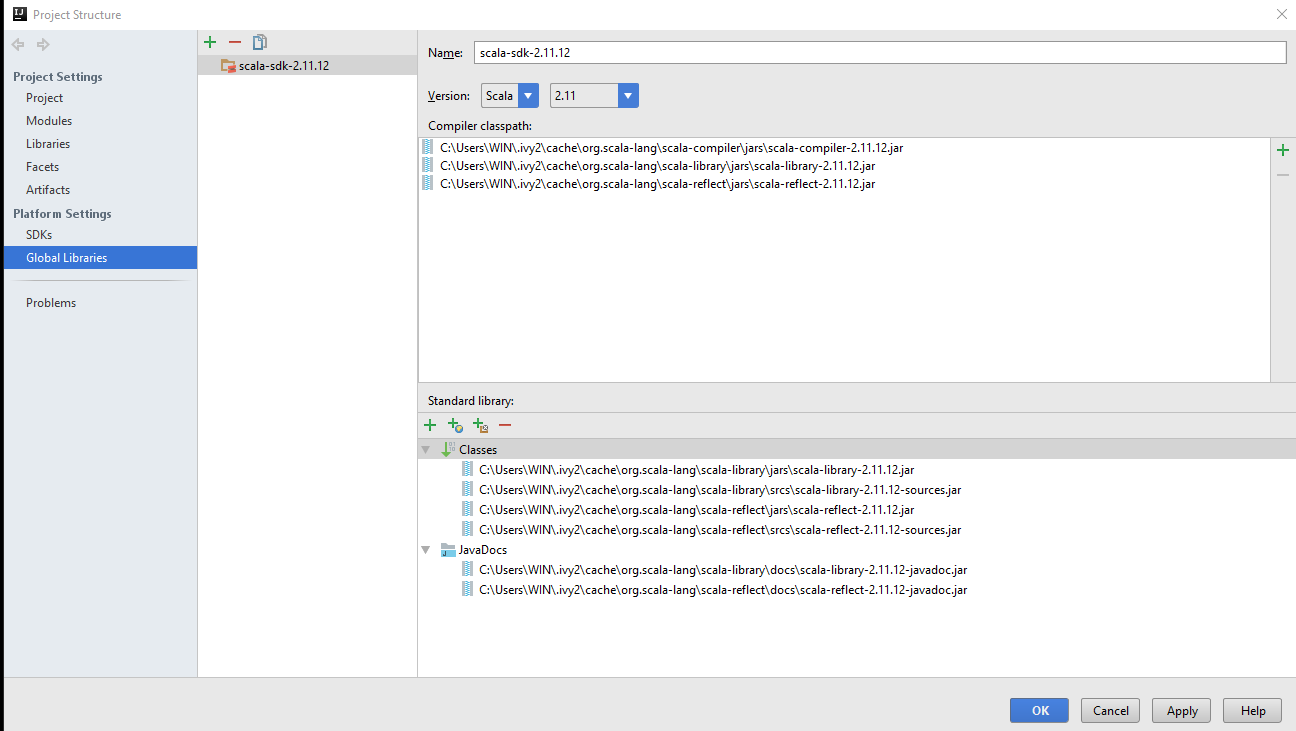 Project Structure
Project Settings
Project
Modules
Libraries
Facets
Artifacts
Platform Settings
SDKs
Global Libraries
Problems
scala-sdk-2.11.12
Name: scala-sdk-2.11.12
Version: Scala 2.11
Compiler classpath:
C:\Users\WIN\.ivy2\cache\org.scala-lang\scala-compiler\jars\scala-compiler-2.11.12.jar
C:\Users\WIN\.ivy2\cache\org.scala-lang\scala-library\jars\scala-library-2.11.12.jar
C:\Users\WIN\.ivy2\cache\org.scala-lang\scala-reflect\jars\scala-reflect-2.11.12.jar
Standard library:
Classes
C:\Users\WIN\.ivy2\cache\org.scala-lang\scala-library\jars\scala-library-2.11.12.jar
C:\Users\WIN\.ivy2\cache\org.scala-lang\scala-library\srcs\scala-library-2.11.12-sources.jar
C:\Users\WIN\.ivy2\cache\org.scala-lang\scala-reflect\jars\scala-reflect-2.11.12.jar
C:\Users\WIN\.ivy2\cache\org.scala-lang\scala-reflect\srcs\scala-reflect-2.11.12-sources.jar
JavaDocs
C:\Users\WIN\.ivy2\cache\org.scala-lang\scala-library\docs\scala-library-2.11.12-javadoc.jar
C:\Users\WIN\.ivy2\cache\org.scala-lang\scala-reflect\docs\scala-reflect-2.11.12-javadoc.jar
OK Cancel Apply Help